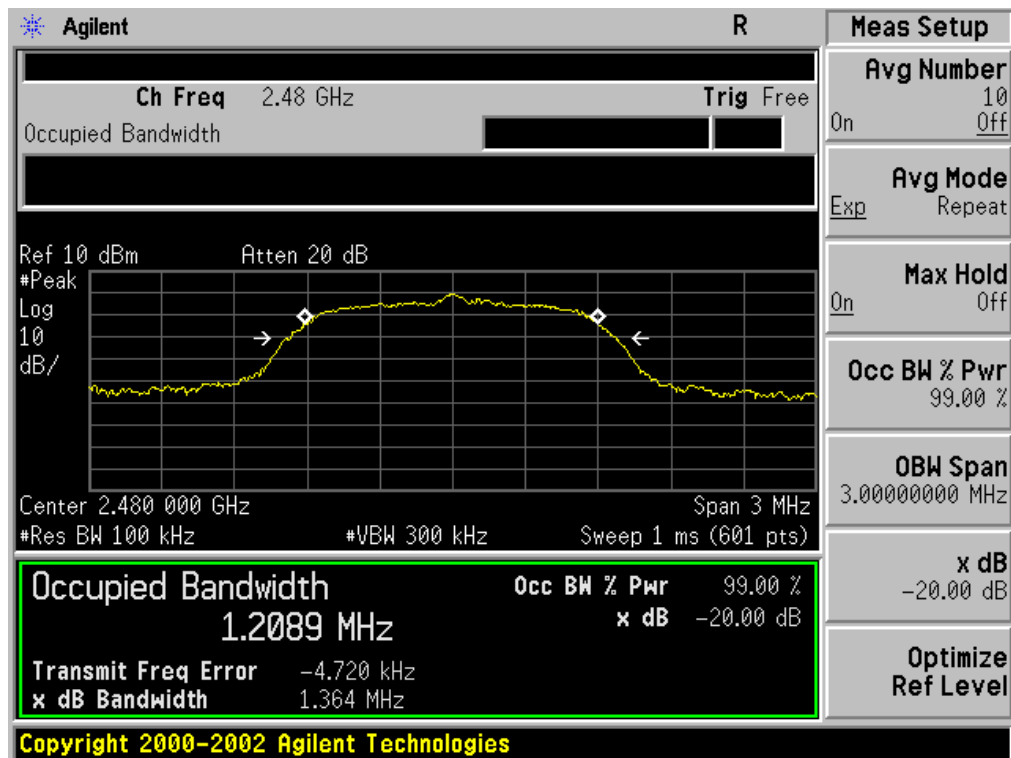 Agilent R Meas Setup
Ch Freq 2.48 GHz Trig Free
Occupied Bandwidth
Ref 10 dBm Atten 20 dB
#Peak
Log
10
dB/
Center 2.480 000 GHz Span 3 MHz
#Res BW 100 kHz #VBW 300 kHz Sweep 1 ms (601 pts)
Occupied Bandwidth Occ BW % Pwr 99.00 %
1.2089 MHz x dB -20.00 dB
Transmit Freq Error -4.720 kHz
x dB Bandwidth 1.364 MHz
Avg Number
10
On Off
Avg Mode
Exp Repeat
Max Hold
On Off
Occ BW % Pwr
99.00 %
OBW Span
3.00000000 MHz
x dB
-20.00 dB
Optimize
Ref Level
Copyright 2000-2002 Agilent Technologies